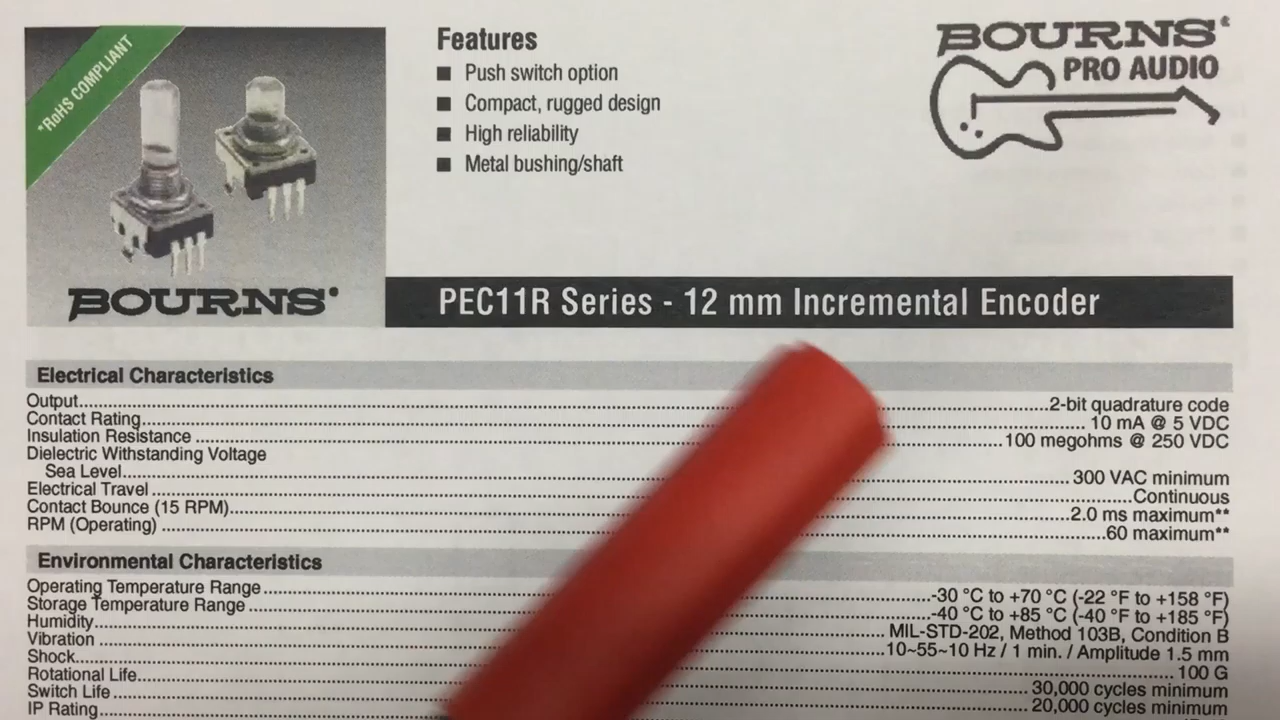 *RoHS COMPLIANT
BOURNS®
Features
■ Push switch option
■ Compact, rugged design
■ High reliability
■ Metal bushing/shaft
BOURNS®
PRO AUDIO
PEC11R Series - 12 mm Incremental Encoder
Electrical Characteristics
Output....................2-bit quadrature code
Contact Rating....................10 mA @ 5 VDC
Insulation Resistance ....................100 megohms @ 250 VDC
Dielectric Withstanding Voltage
Sea Level....................300 VAC minimum
Electrical Travel ....................Continuous
Contact Bounce (15 RPM)....................2.0 ms maximum**
RPM (Operating) ....................60 maximum**
Environmental Characteristics
Operating Temperature Range....................-30 °C to +70 °C (-22 °F to +158 °F)
Storage Temperature Range ....................-40 °C to +85 °C (-40 °F to +185 °F)
Humidity....................MIL-STD-202, Method 103B, Condition B
Vibration ....................10~55~10 Hz / 1 min. / Amplitude 1.5 mm
Shock....................100 G
Rotational Life....................30,000 cycles minimum
Switch Life ....................20,000 cycles minimum
IP Rating....................